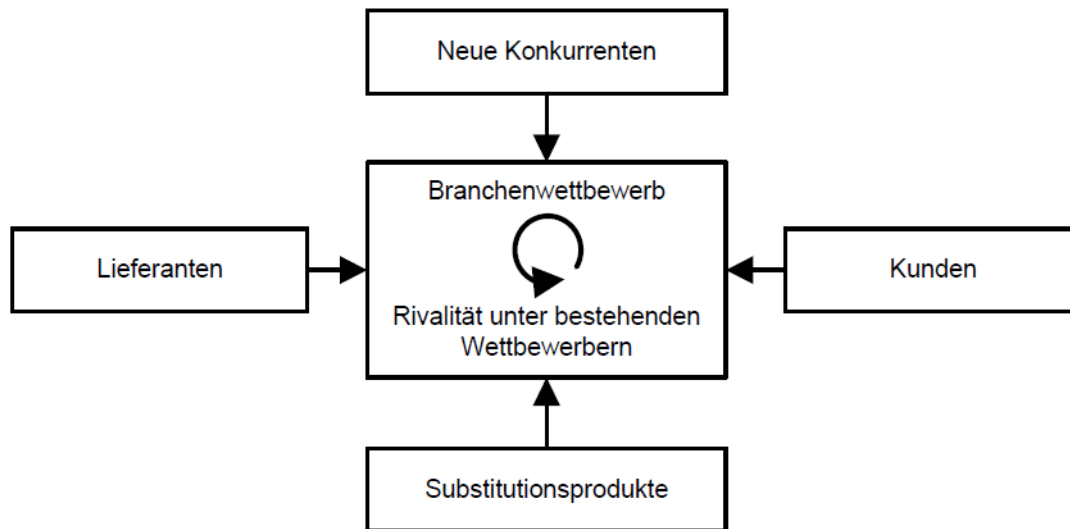 Neue Konkurrenten
Branchenwettbewerb
Lieferanten
Kunden
Rivalität unter bestehenden
Wettbewerbern
Substitutionsprodukte